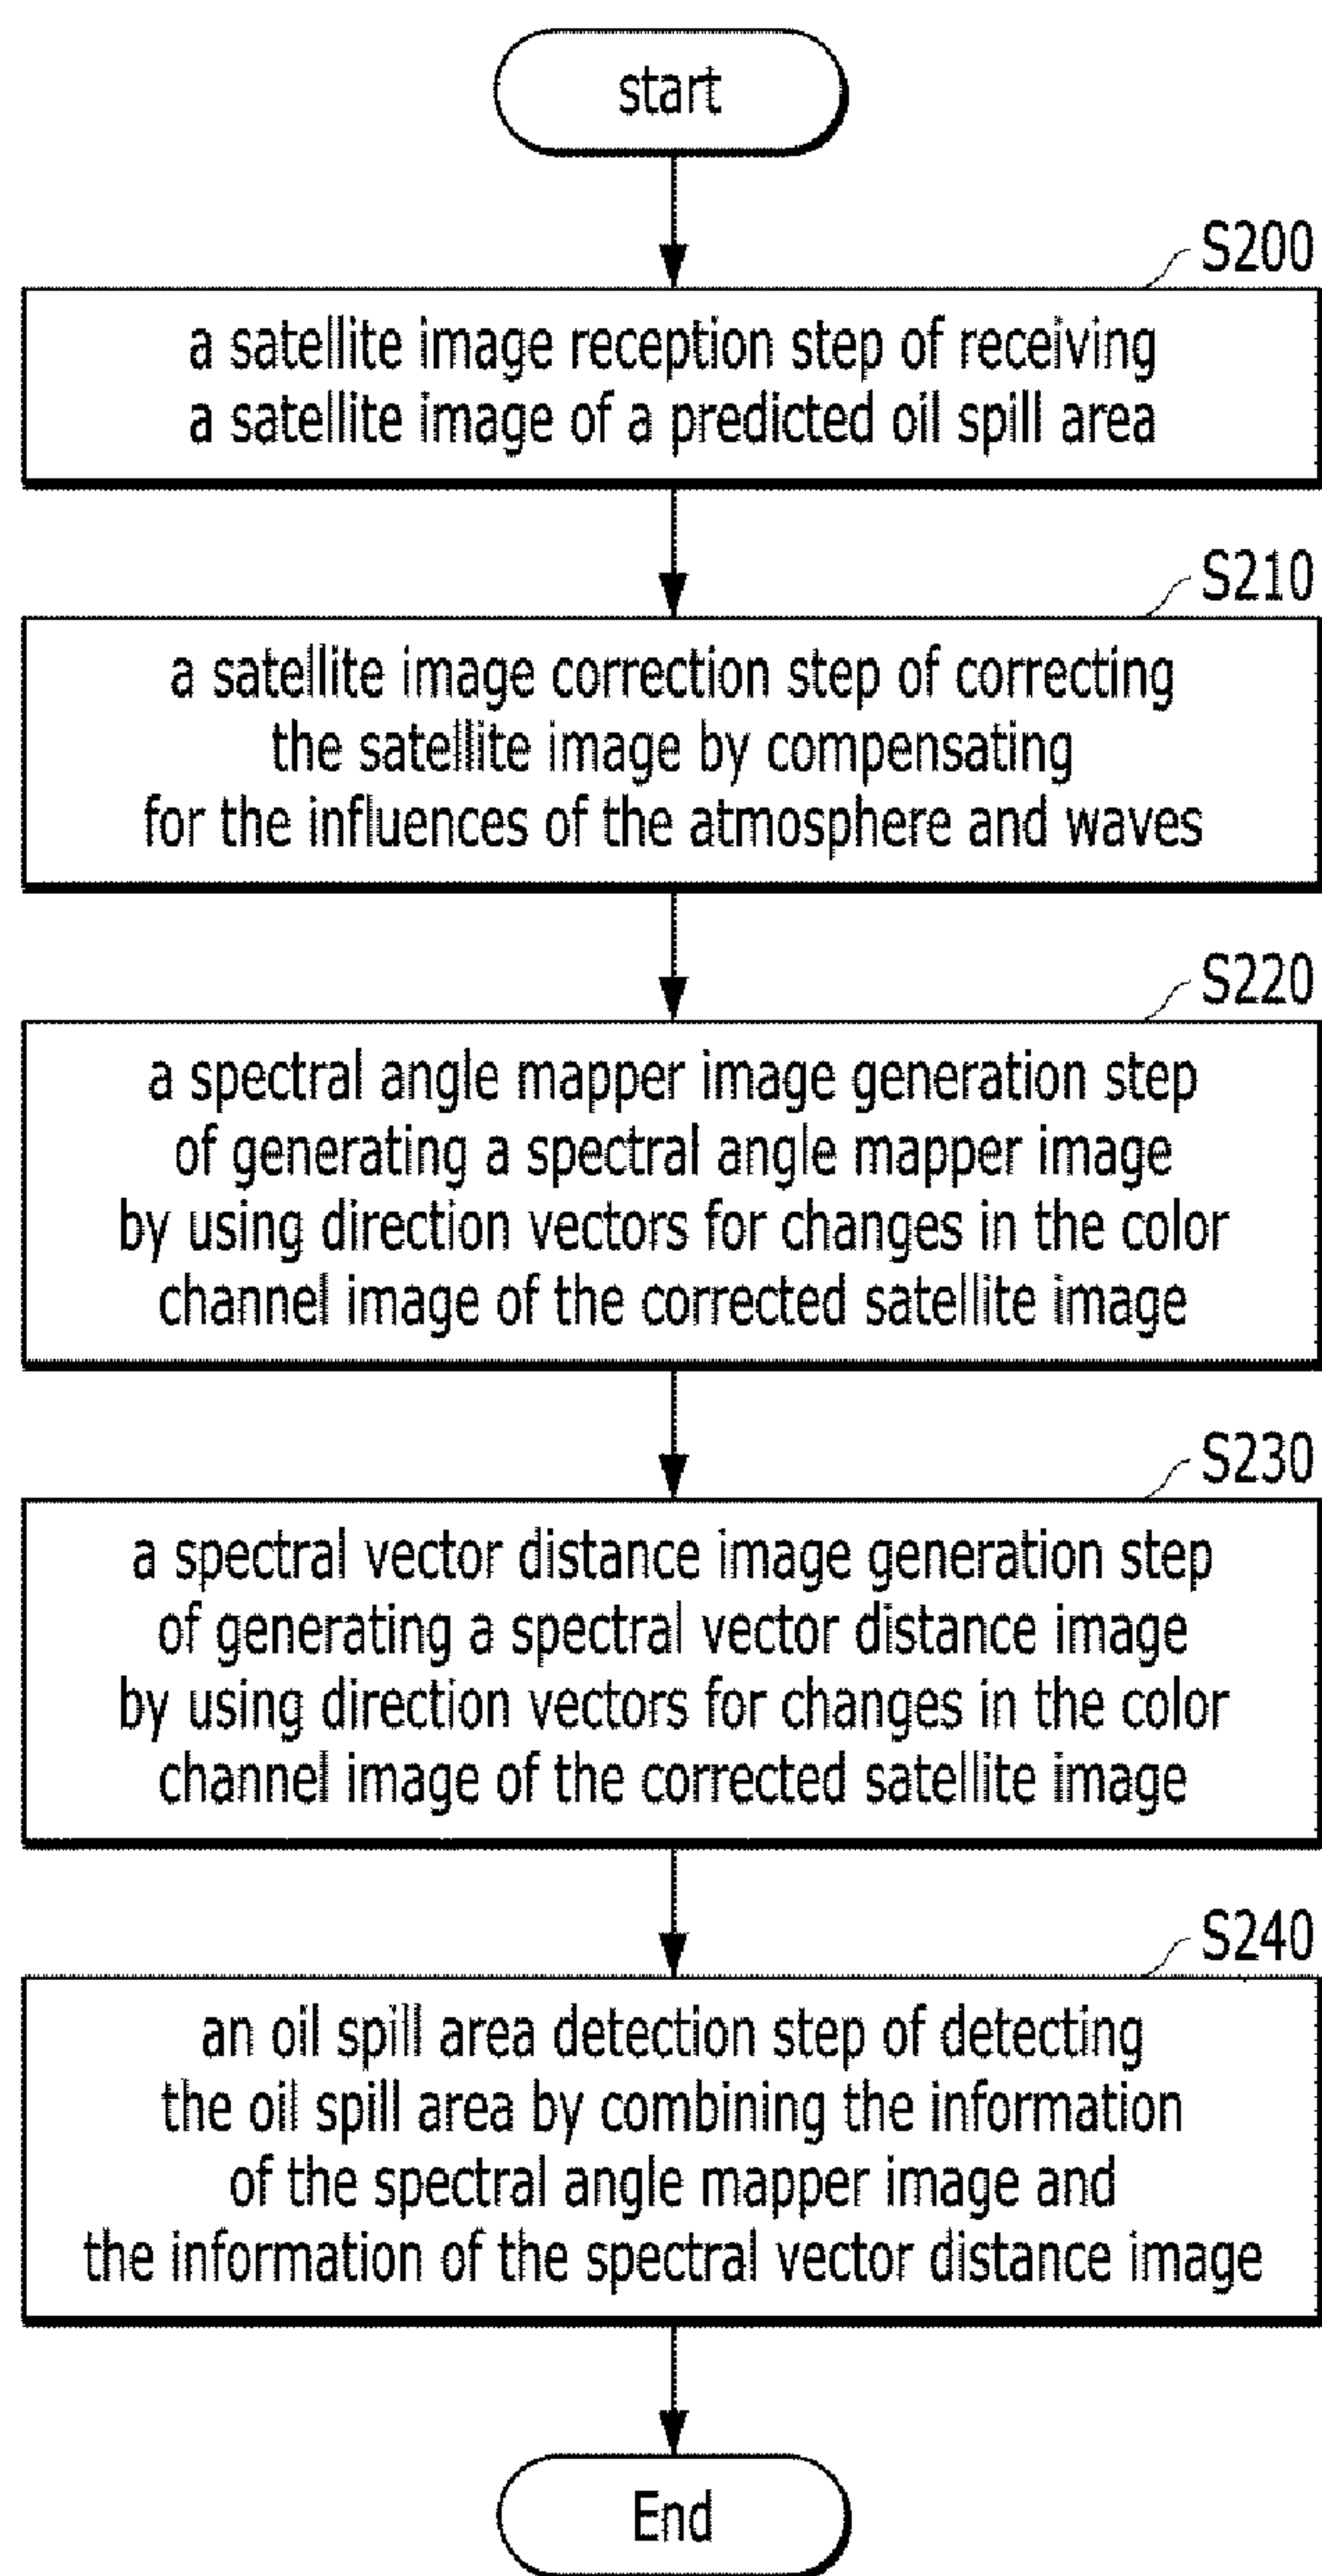 start
S200
a satellite image reception step of receiving
a satellite image of a predicted oil spill area
S210
a satellite image correction step of correcting
the satellite image by compensating
for the influences of the atmosphere and waves
S220
a spectral angle mapper image generation step
of generating a spectral angle mapper image
by using direction vectors for changes in the color
channel image of the corrected satellite image
S230
a spectral vector distance image generation step
of generating a spectral vector distance image
by using direction vectors for changes in the color
channel image of the corrected satellite image
S240
an oil spill area detection step of detecting
the oil spill area by combining the information
of the spectral angle mapper image and
the information of the spectral vector distance image
End